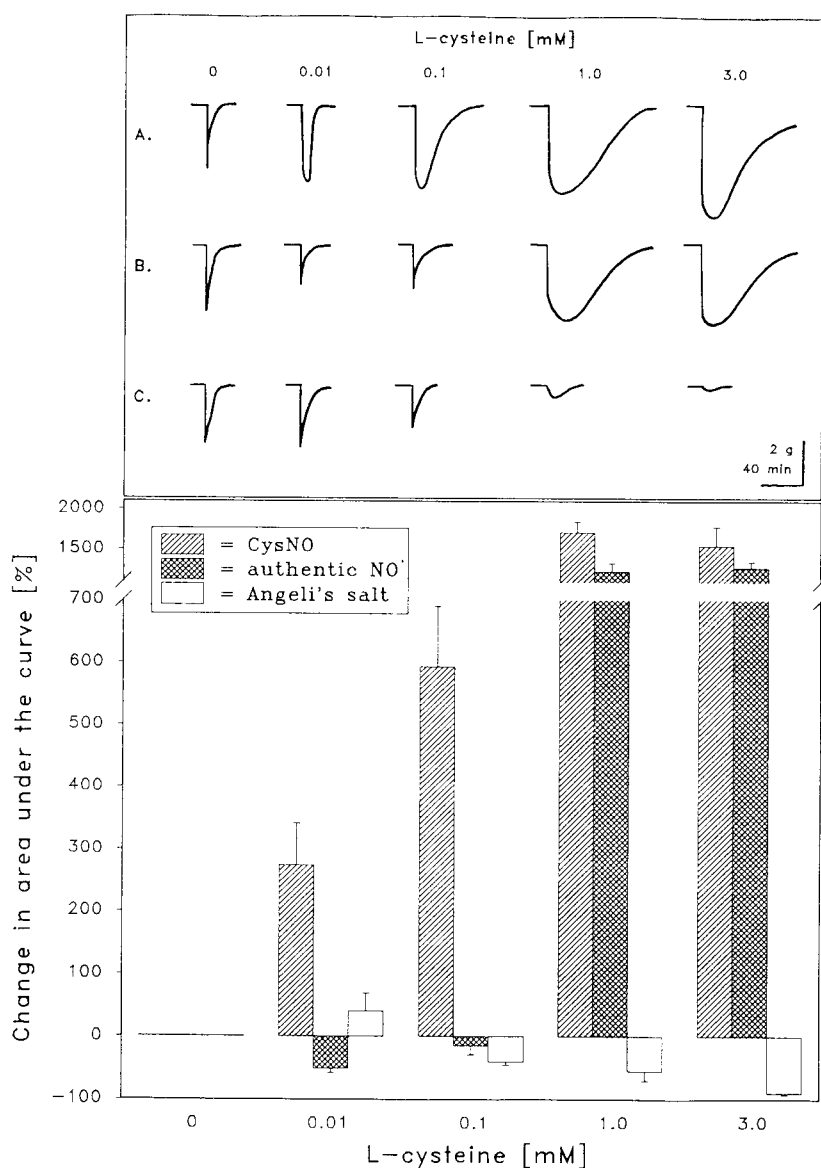 L-cysteine [mM]
0 0.01 0.1 1.0 3.0
A.
B.
C.
2 g
40 min
2000
1500
700
600
500
400
300
200
100
0
-100
Change in area under the curve [%]
= CysNO
= authentic NO·
= Angeli's salt
0 0.01 0.1 1.0 3.0
L-cysteine [mM]